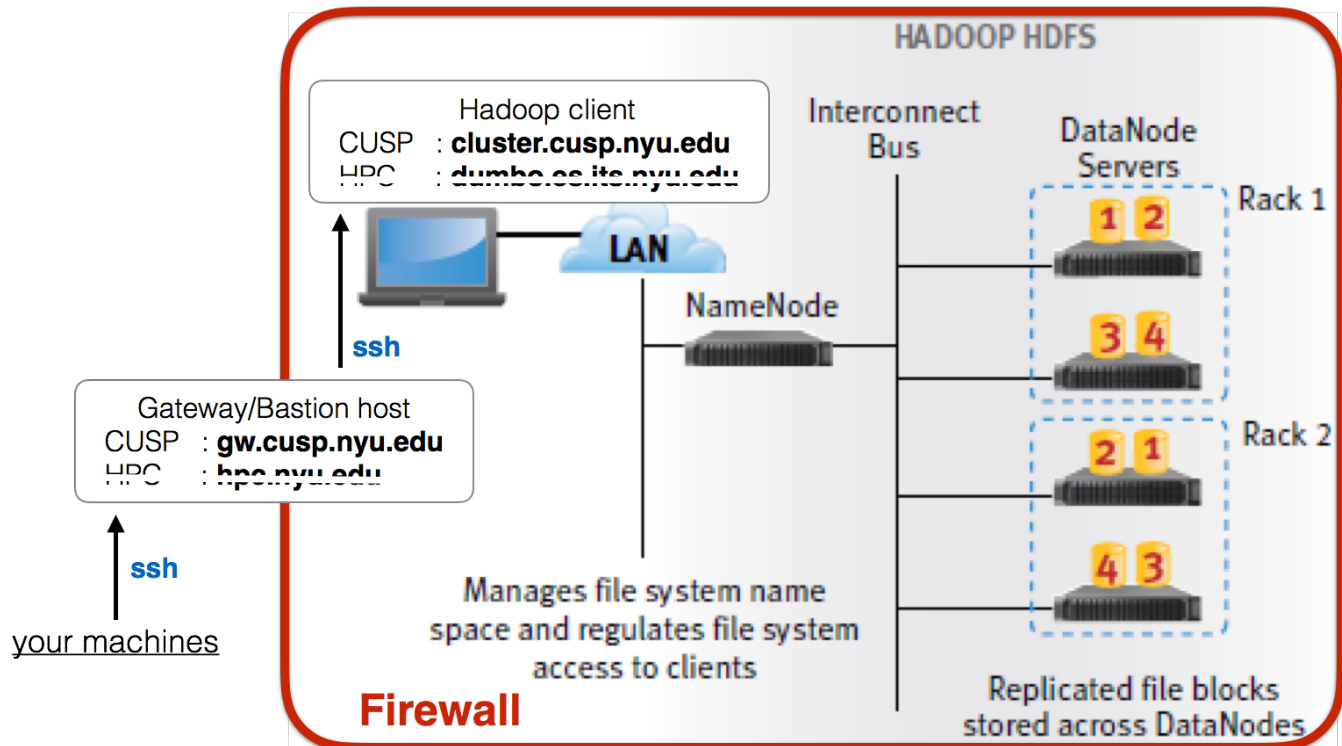 HADOOP HDFS
Hadoop client
CUSP : cluster.cusp.nyu.edu
HPC : dumbo.es.its.nyu.edu
Interconnect
Bus
DataNode
Servers
Rack 1
1 2
LAN
NameNode
3 4
ssh
Gateway/Bastion host
CUSP : gw.cusp.nyu.edu
HPC : hpc.nyu.edu
Rack 2
2 1
ssh
4 3
your machines
Manages file system name
space and regulates file system
access to clients
Firewall
Replicated file blocks
stored across DataNodes